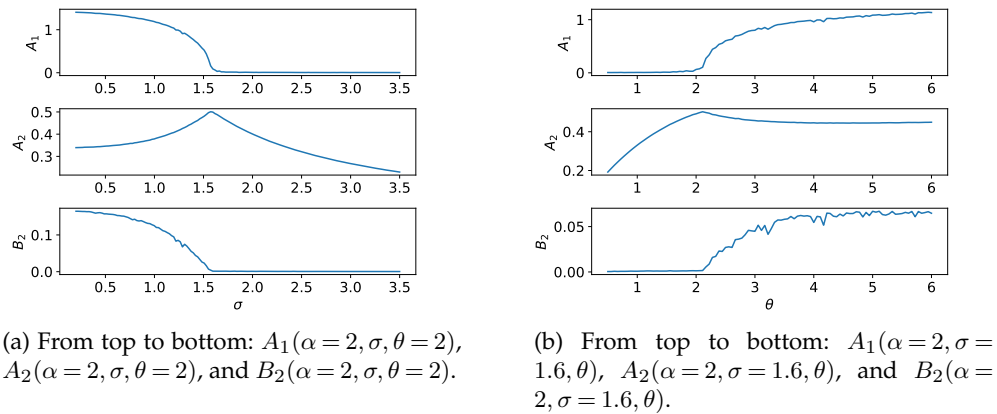 A₁
1
0
0.5 1.0 1.5 2.0 2.5 3.0 3.5
A₂
0.5
0.4
0.3
0.5 1.0 1.5 2.0 2.5 3.0 3.5
B₂
0.1
0.0
0.5 1.0 1.5 2.0 2.5 3.0 3.5
σ
(a) From top to bottom: A₁(α = 2, σ, θ = 2),
A₂(α = 2, σ, θ = 2), and B₂(α = 2, σ, θ = 2).
A₁
1
0
1 2 3 4 5 6
A₂
0.4
0.2
1 2 3 4 5 6
B₂
0.05
0.00
1 2 3 4 5 6
θ
(b) From top to bottom: A₁(α = 2, σ =
1.6, θ), A₂(α = 2, σ = 1.6, θ), and B₂(α =
2, σ = 1.6, θ).